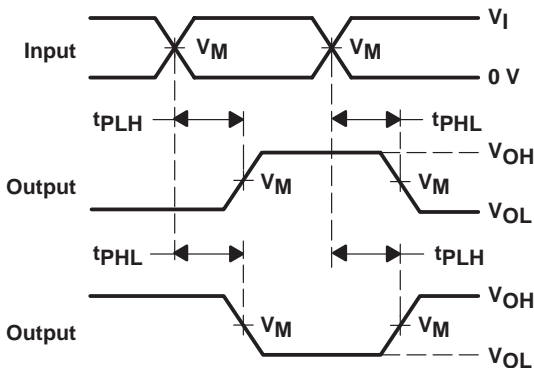 VI
Input VM VM
0 V
tPLH tPHL
VOH
Output VM VM
VOL
tPHL tPLH
VOH
Output VM VM
VOL